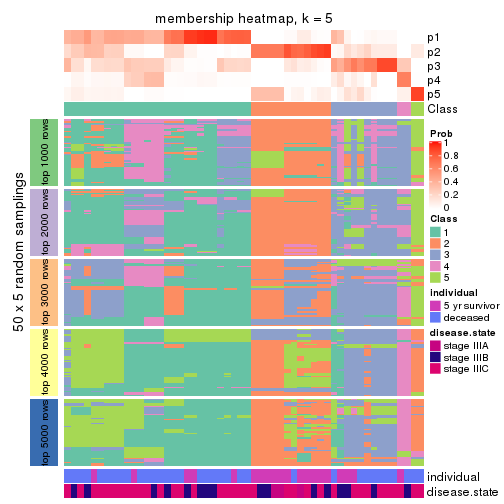 membership heatmap, k = 5
p1
p2
p3
p4
p5
Class
50 x 5 random samplings
top 1000 rows
top 2000 rows
top 3000 rows
top 4000 rows
top 5000 rows
individual
disease.state
Prob
1
0.8
0.6
0.4
0.2
0
Class
1
2
3
4
5
individual
5 yr survivor
deceased
disease.state
stage IIIA
stage IIIB
stage IIIC